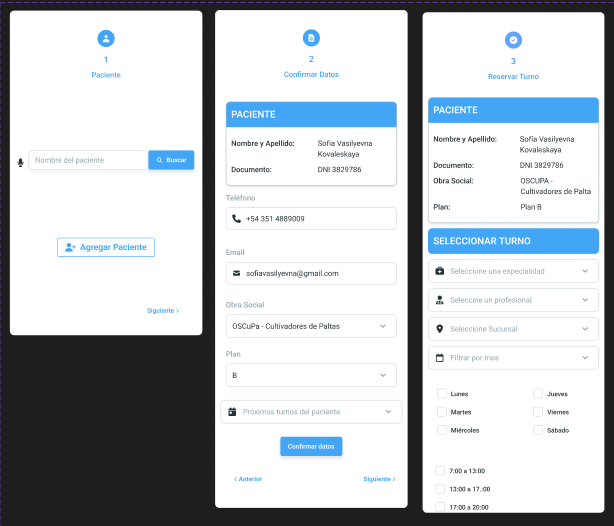 1
Paciente
Nombre del paciente
Buscar
Agregar Paciente
Siguiente >
2
Confirmar Datos
PACIENTE
Nombre y Apellido: Sofia Vasilyevna
Kovaleskaya
Documento: DNI 3829786
Teléfono
+54 351 4889009
Email
sofiavasilyevna@gmail.com
Obra Social
OSCuPa - Cultivadores de Paltas
Plan
B
Próximos turnos del paciente
Confirmar datos
< Anterior Siguiente >
3
Reservar Turno
PACIENTE
Nombre y Apellido: Sofía Vasilyevna
Kovaleskaya
Documento: DNI 3829786
Obra Social: OSCUPA -
Cultivadores de Palta
Plan: Plan B
SELECCIONAR TURNO
Seleccione una especialidad
Seleccine un profesional
Seleccione Sucursal
Filtrar por mes
Lunes Jueves
Martes Viernes
Miércoles Sábado
7:00 a 13:00
13:00 a 17.:00
17:00 a 20:00